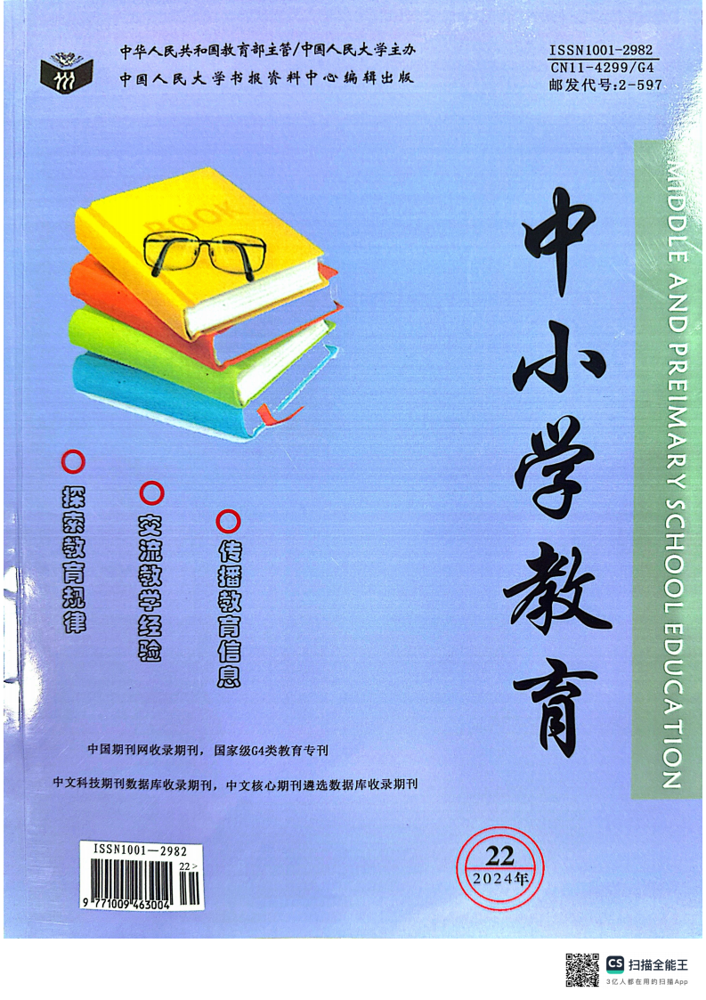 中华人民共和国教育部主管/中国人民大学主办
中国人民大学书报资料中心编辑出版
ISSN1001-2982
CN11-4299/G4
邮发代号:2-597
MIDDLE AND PREIMARY SCHOOL EDUCATION
中小学教育
BOOK
探索教育规律
交流教学经验
传播教育信息
中国期刊网收录期刊，国家级G4类教育专刊
中文科技期刊数据库收录期刊，中文核心期刊遴选数据库收录期刊
ISSN1001—2982
22>
9 771009 463004
22
2024年
CS 扫描全能王
3亿人都在用的扫描App